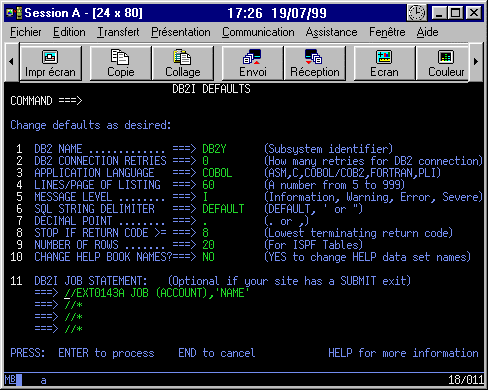 Session A - [24 x 80] 17:26 19/07/99
Fichier Edition Transfert Présentation Communication Assistance Fenêtre Aide
Impr écran Copie Collage Envoi Réception Ecran Couleur
DB2I DEFAULTS
COMMAND ===>
Change defaults as desired:
1 DB2 NAME ............. ===> DB2Y (Subsystem identifier)
2 DB2 CONNECTION RETRIES ===> 0 (How many retries for DB2 connection)
3 APPLICATION LANGUAGE ===> COBOL (ASM,C,COBOL/COB2,FORTRAN,PLI)
4 LINES/PAGE OF LISTING ===> 60 (A number from 5 to 999)
5 MESSAGE LEVEL ........ ===> I (Information, Warning, Error, Severe)
6 SQL STRING DELIMITER ===> DEFAULT (DEFAULT, ' or ")
7 DECIMAL POINT ........ ===> . (. or ,)
8 STOP IF RETURN CODE >= ===> 8 (Lowest terminating return code)
9 NUMBER OF ROWS ....... ===> 20 (For ISPF Tables)
10 CHANGE HELP BOOK NAMES?===> NO (YES to change HELP data set names)
11 DB2I JOB STATEMENT: (Optional if your site has a SUBMIT exit)
===> //EXT0143A JOB (ACCOUNT),'NAME'
===> //*
===> //*
===> //*
PRESS: ENTER to process END to cancel HELP for more information
MB a 18/011